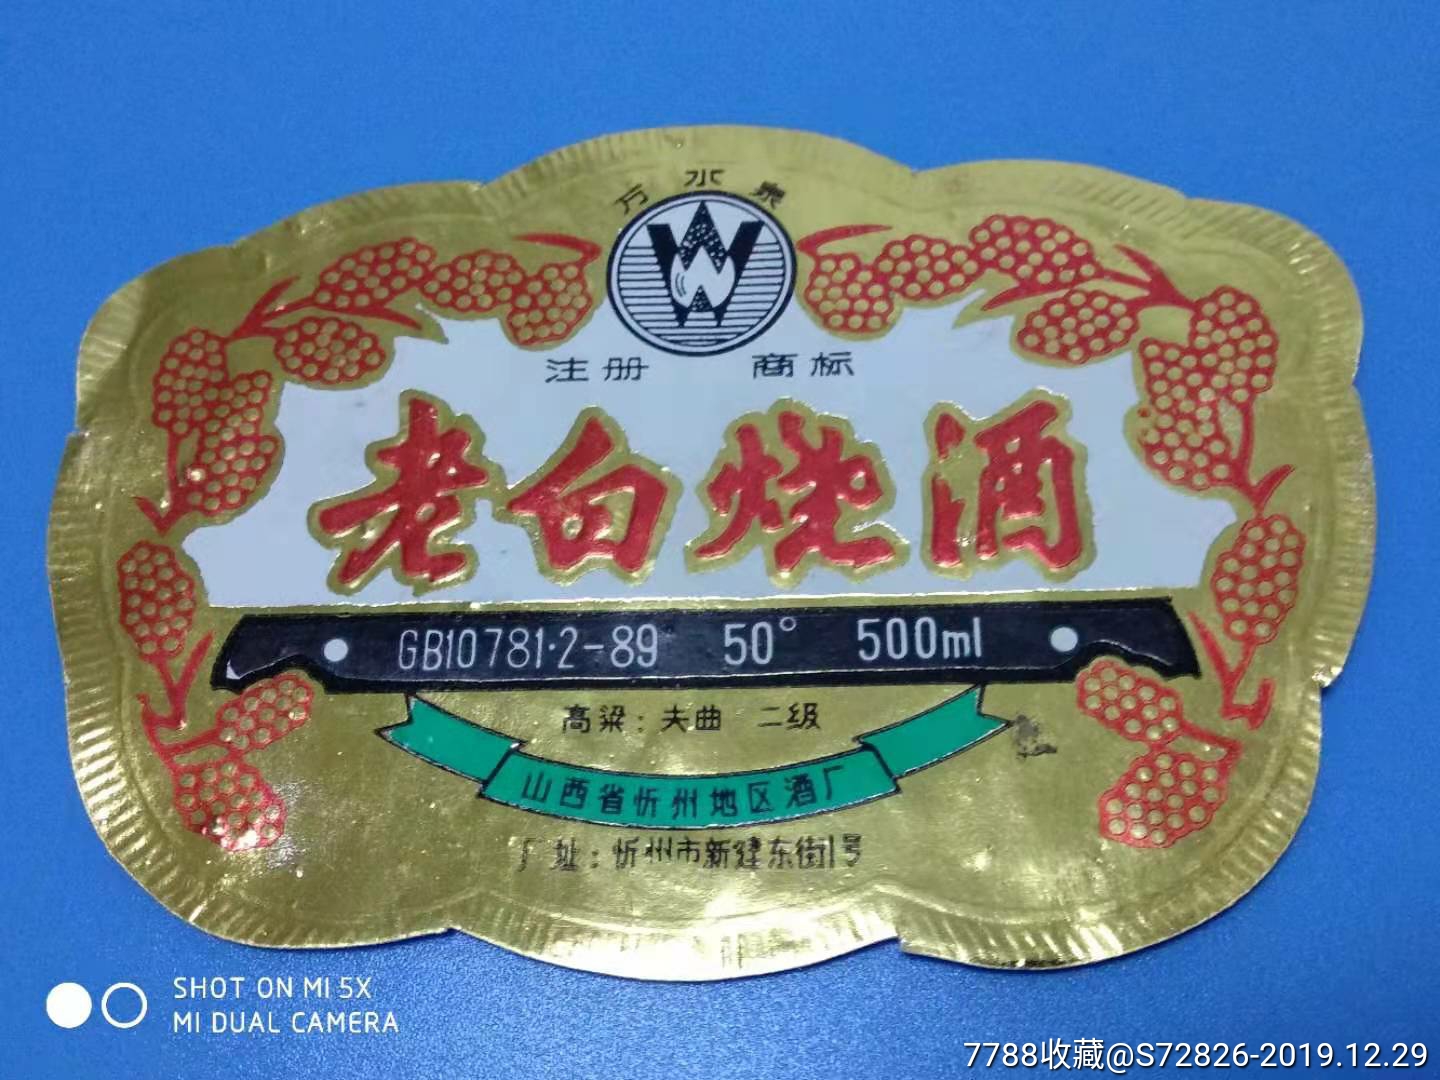 万水泉
W
注册 商标
老白烧酒
GB10781·2-89 50° 500ml
高粱：夫曲 二级
山西省忻州地区酒厂
厂址：忻州市新建东街1号
SHOT ON MI 5X
MI DUAL CAMERA
7788收藏@S72826-2019.12.29